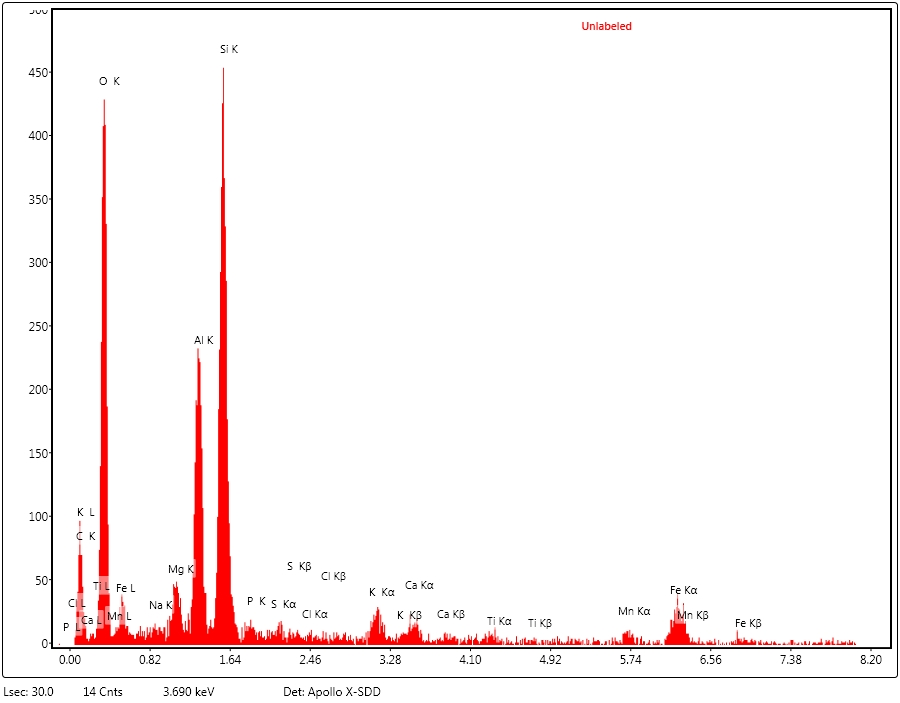 500
Unlabeled
Si K
450
O K
400
350
300
250
Al K
200
150
100
K L
C K
S Kβ
Cl Kβ
Mg K
50
Ti L
Fe L
K Kα
Ca Kα
Fe Kα
Cl L
Na K
P K
S Kα
Mn Kα
Ca L
Mn L
Cl Kα
K Kβ
Ca Kβ
Mn Kβ
P L
Ti Kα
Ti Kβ
Fe Kβ
0
0.00 0.82 1.64 2.46 3.28 4.10 4.92 5.74 6.56 7.38 8.20
Lsec: 30.0 14 Cnts 3.690 keV Det: Apollo X-SDD